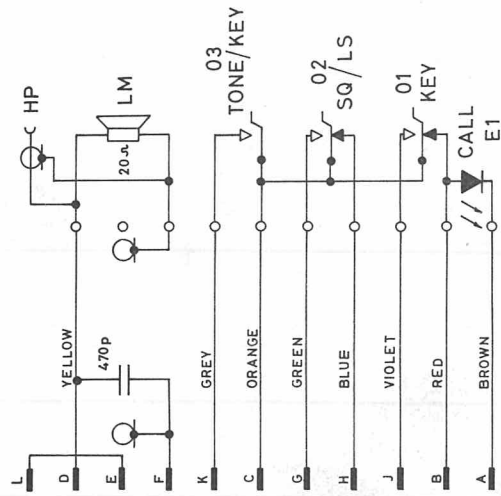 HP
LM
20Ω
470p
L
D
YELLOW
E
F
K
GREY
03
TONE/KEY
C
ORANGE
G
GREEN
02
SQ/LS
H
BLUE
J
VIOLET
01
KEY
B
RED
CALL
E1
A
BROWN